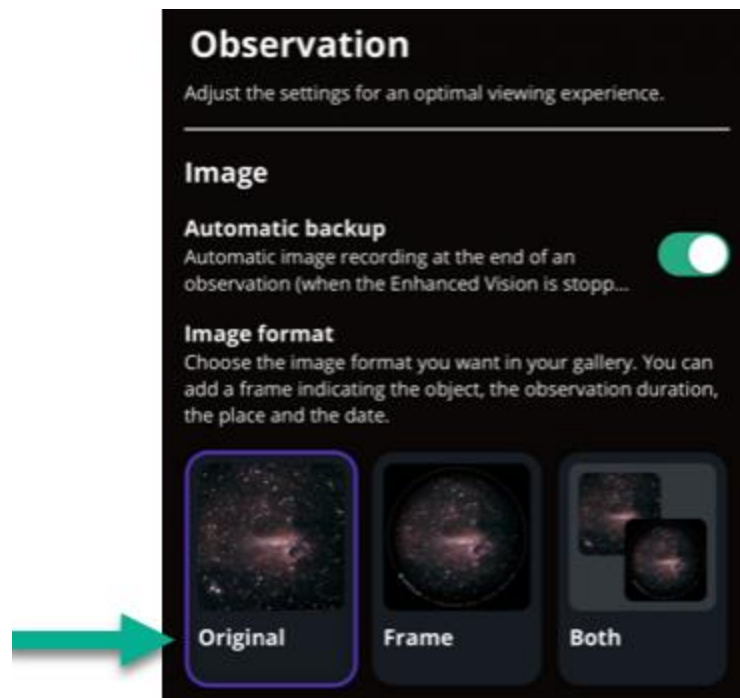 Observation
Adjust the settings for an optimal viewing experience.
Image
Automatic backup
Automatic image recording at the end of an
observation (when the Enhanced Vision is stopp...
Image format
Choose the image format you want in your gallery. You can
add a frame indicating the object, the observation duration,
the place and the date.
Original
Frame
Both